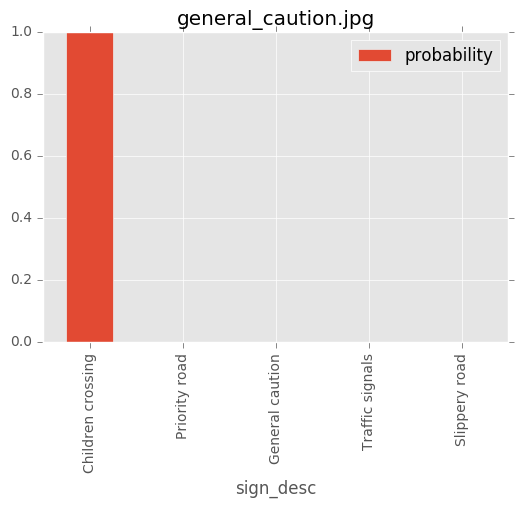 general_caution.jpg
probability
1.0
0.8
0.6
0.4
0.2
0.0
Children crossing
Priority road
General caution
Traffic signals
Slippery road
sign_desc